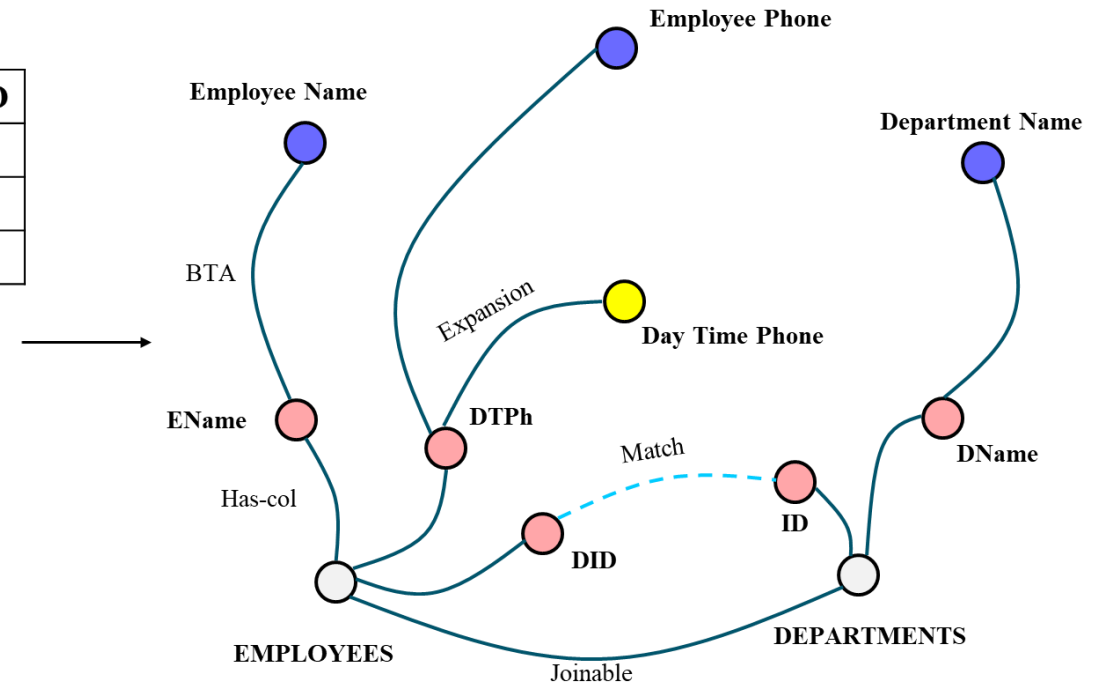 Employee Phone
Employee Name
Department Name
BTA
Expansion
Day Time Phone
EName
DTPh
Match
DName
Has-col
ID
DID
EMPLOYEES
DEPARTMENTS
Joinable